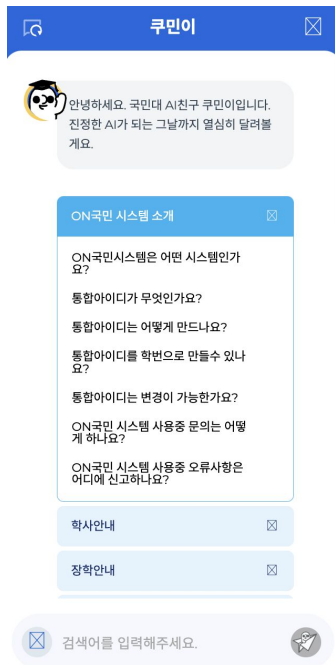 쿠민이
안녕하세요. 국민대 AI친구 쿠민이입니다.
진정한 AI가 되는 그날까지 열심히 달려볼
게요.
ON국민 시스템 소개
ON국민시스템은 어떤 시스템인가
요?
통합아이디가 무엇인가요?
통합아이디는 어떻게 만드나요?
통합아이디를 학번으로 만들수 있나
요?
통합아이디는 변경이 가능한가요?
ON국민 시스템 사용중 문의는 어떻
게 하나요?
ON국민 시스템 사용중 오류사항은
어디에 신고하나요?
학사안내
장학안내
검색어를 입력해주세요.